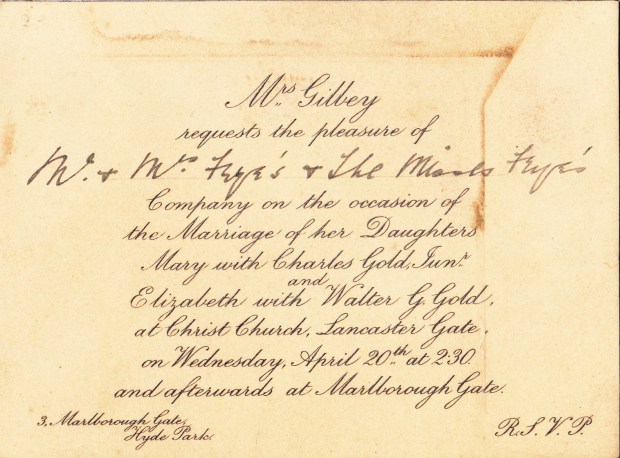 Mrs. Gilbey
requests the pleasure of
Mr. & Mrs Frye's & The Misses Frye's
Company on the occasion of
the Marriage of her Daughters
Mary with Charles Gold, Junr.
and
Elizabeth with Walter G. Gold,
at Christ Church, Lancaster Gate,
on Wednesday, April 20th at 2.30.
and afterwards at Marlborough Gate.
3, Marlborough Gate,
Hyde Park.
R.S.V.P.